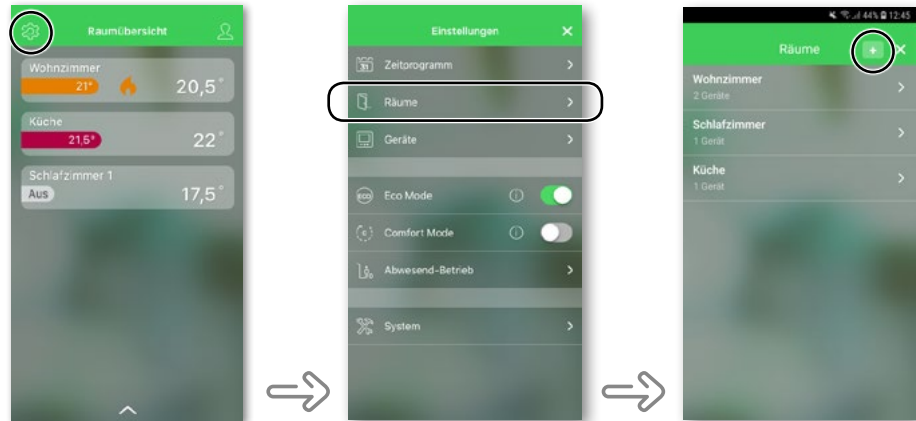 Raumübersicht
Wohnzimmer
21°
20,5°
Küche
21,5°
22°
Schlafzimmer 1
Aus
17,5°
Einstellungen
31
Zeitprogramm
Räume
Geräte
ECO
Eco Mode
C
Comfort Mode
Abwesend-Betrieb
System
44% 12:45
Räume
Wohnzimmer
2 Geräte
Schlafzimmer
1 Gerät
Küche
1 Gerät